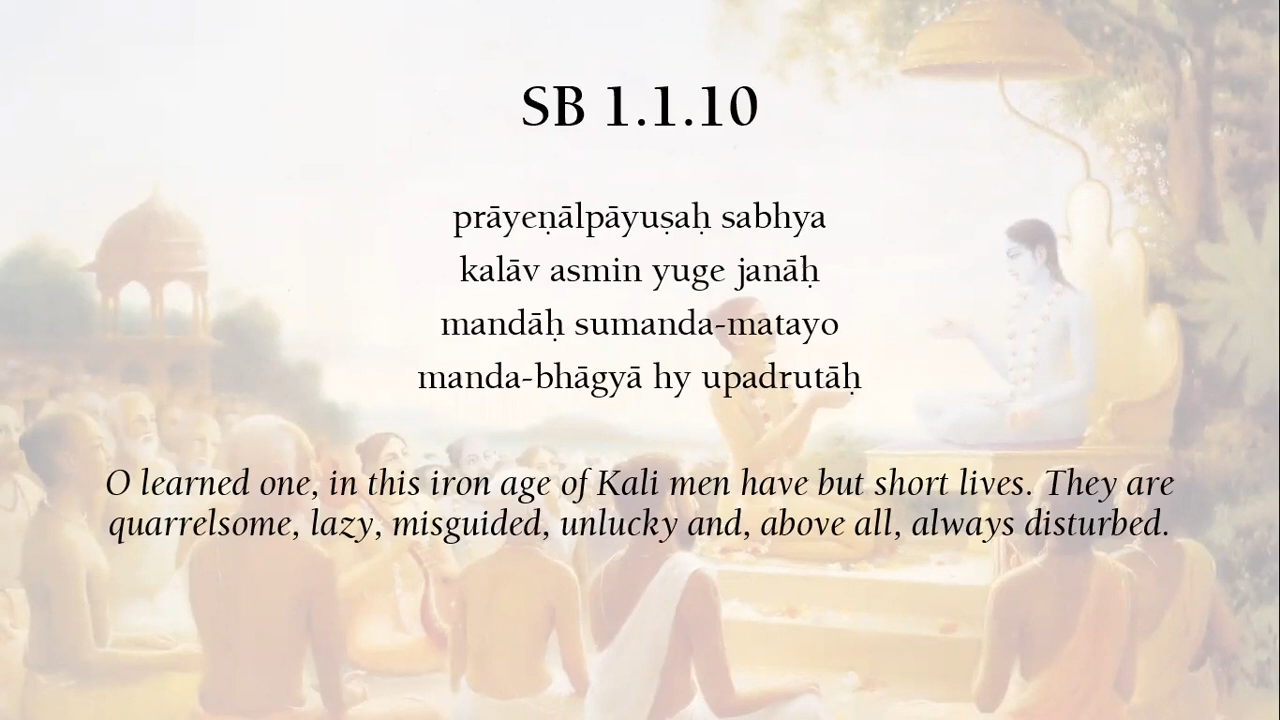 SB 1.1.10
prāyeṇālpāyuṣaḥ sabhya
kalāv asmin yuge janāḥ
mandāḥ sumanda-matayo
manda-bhāgyā hy upadrutāḥ
O learned one, in this iron age of Kali men have but short lives. They are
quarrelsome, lazy, misguided, unlucky and, above all, always disturbed.